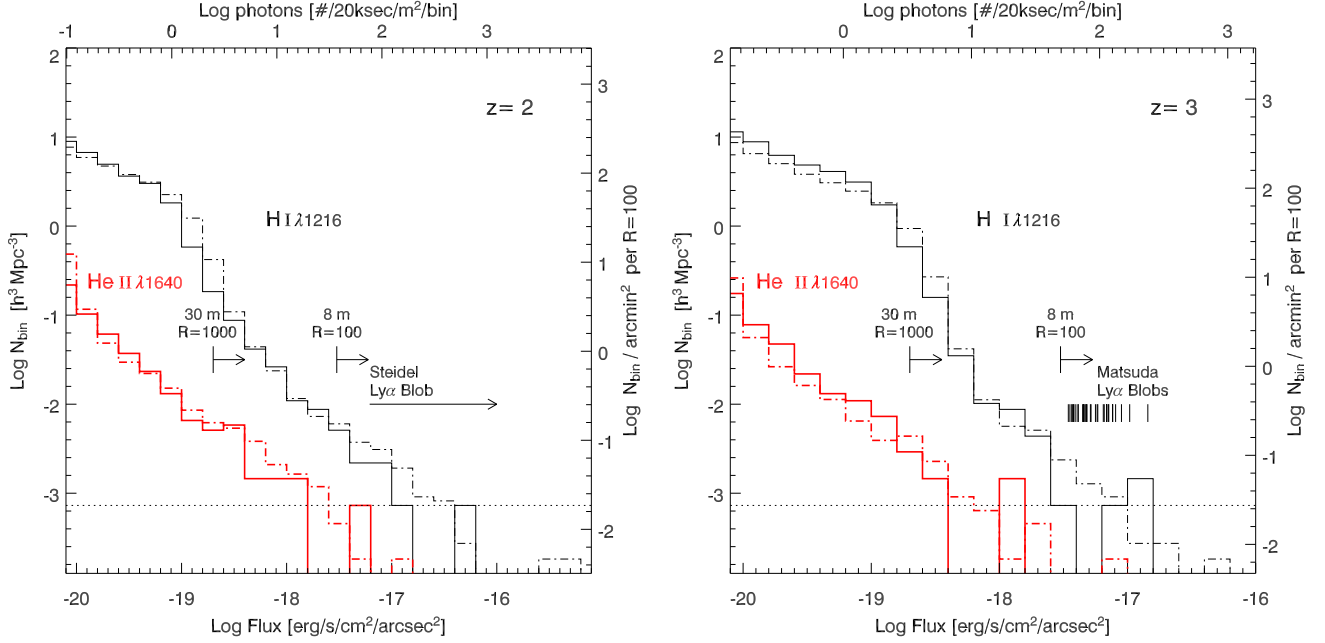 Log photons [#/20ksec/m²/bin]
-1 0 1 2 3
2 1 0 -1 -2 -3
Log N_bin [h³ Mpc⁻³]
z= 2
H I λ1216
He II λ1640
30 m
R=1000
8 m
R=100
Steidel
Lyα Blob
3 2 1 0 -1 -2
Log N_bin / arcmin² per R=100
-20 -19 -18 -17 -16
Log Flux [erg/s/cm²/arcsec²]
Log photons [#/20ksec/m²/bin]
0 1 2 3
2 1 0 -1 -2 -3
Log N_bin [h³ Mpc⁻³]
z= 3
H I λ1216
He II λ1640
30 m
R=1000
8 m
R=100
Matsuda
Lyα Blobs
3 2 1 0 -1 -2
Log N_bin / arcmin² per R=100
-20 -19 -18 -17 -16
Log Flux [erg/s/cm²/arcsec²]